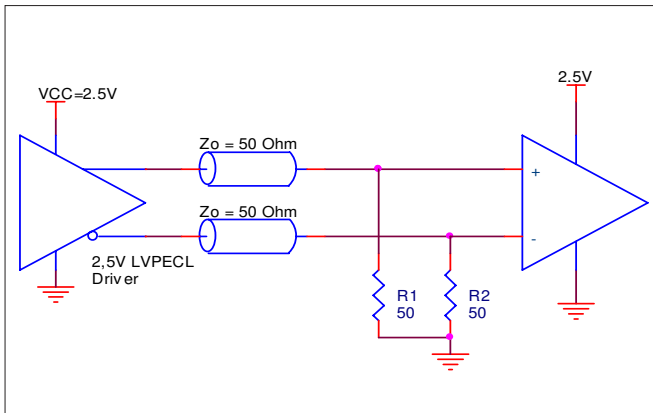 VCC=2.5V
2.5V
Zo = 50 Ohm
+
Zo = 50 Ohm
-
2,5V LVPECL
Driver
R1
50
R2
50